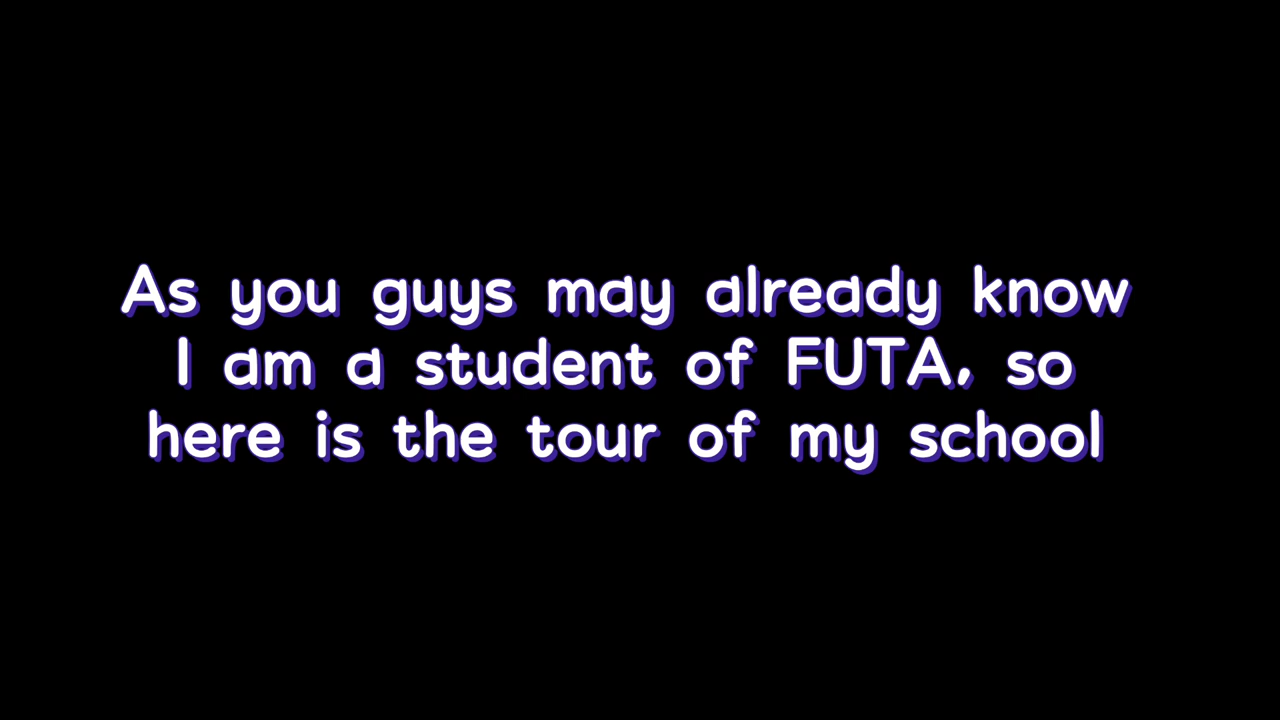 As you guys may already know
I am a student of FUTA, so
here is the tour of my school